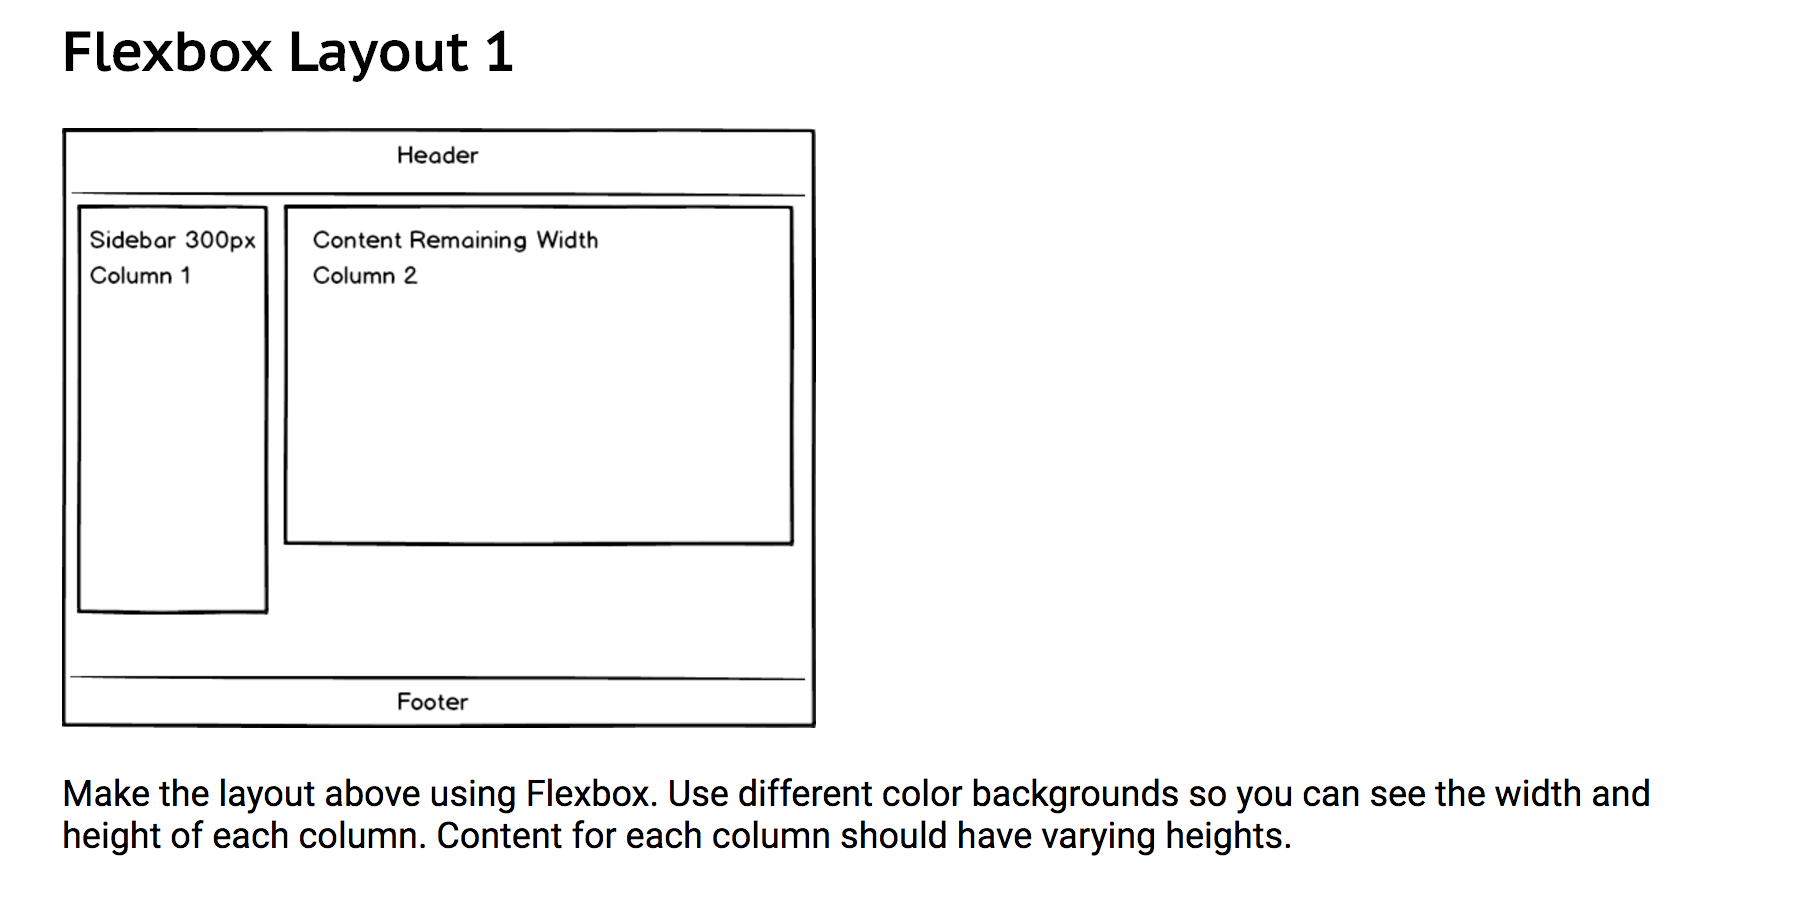 Flexbox Layout 1
Header
Sidebar 300px
Column 1
Content Remaining Width
Column 2
Footer
Make the layout above using Flexbox. Use different color backgrounds so you can see the width and
height of each column. Content for each column should have varying heights.